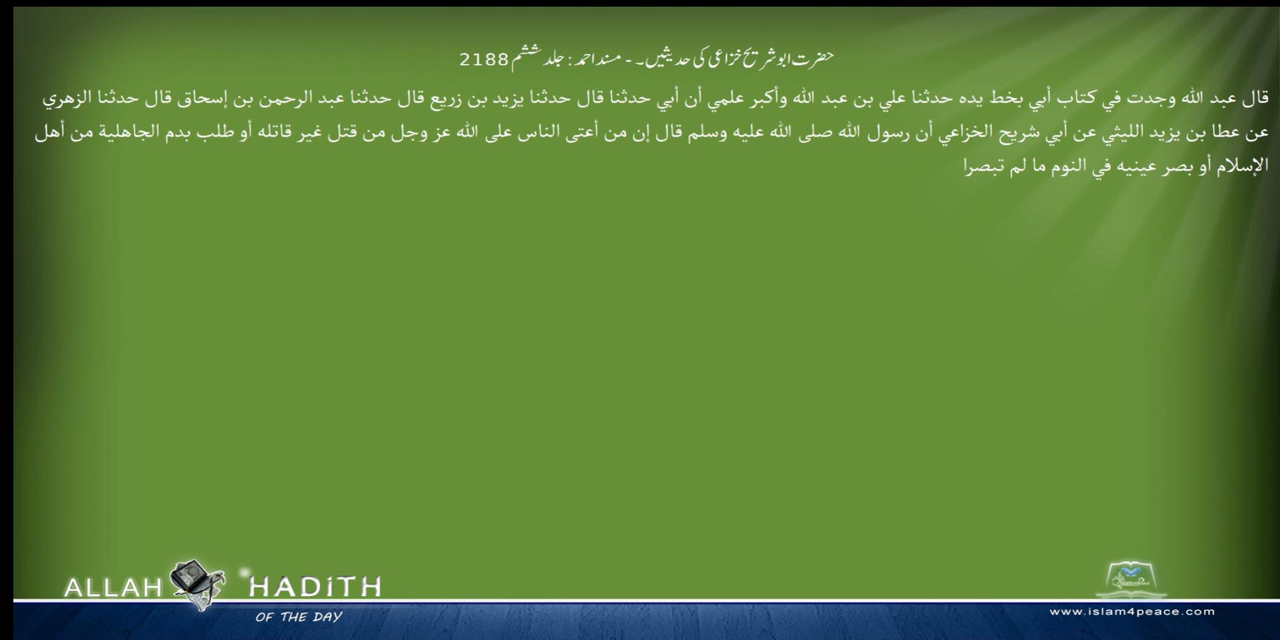 حضرت ابوشریح خزاعی کی حدیثیں۔ - مسند احمد : جلد ششم 2188
قال عبد الله وجدت في كتاب أبي بخط يده حدثنا علي بن عبد الله وأكبر علمي أن أبي حدثنا قال حدثنا يزيد بن زريع قال حدثنا عبد الرحمن بن إسحاق قال حدثنا الزهري
عن عطا بن يزيد الليثي عن أبي شريح الخزاعي أن رسول الله صلى الله عليه وسلم قال إن من أعتى الناس على الله عز وجل من قتل غير قاتله أو طلب بدم الجاهلية من أهل
الإسلام أو بصر عينيه في النوم ما لم تبصرا
ALLAH HADITH
OF THE DAY
www.islam4peace.com